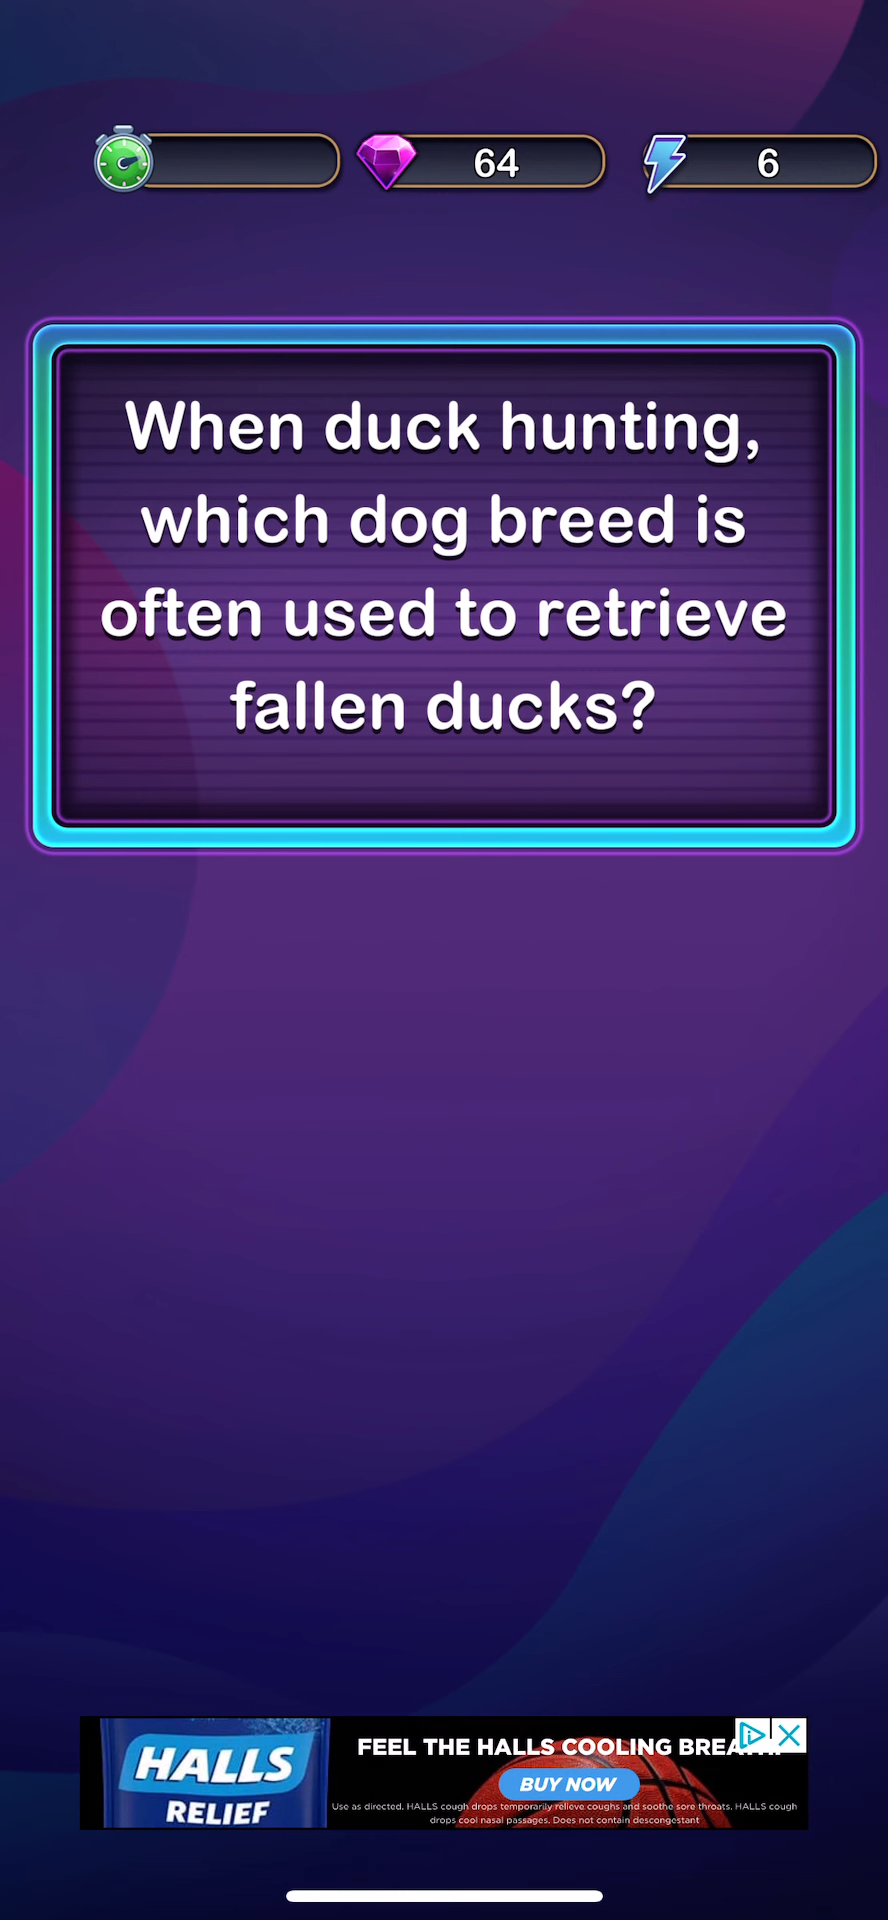 64
6
When duck hunting,
which dog breed is
often used to retrieve
fallen ducks?
HALLS
RELIEF
FEEL THE HALLS COOLING
BUY NOW
Use as directed. HALLS cough drops temporarily relieve coughs and soothe sore throats. HALLS cough
drops cool nasal passages. Does not contain descongestant